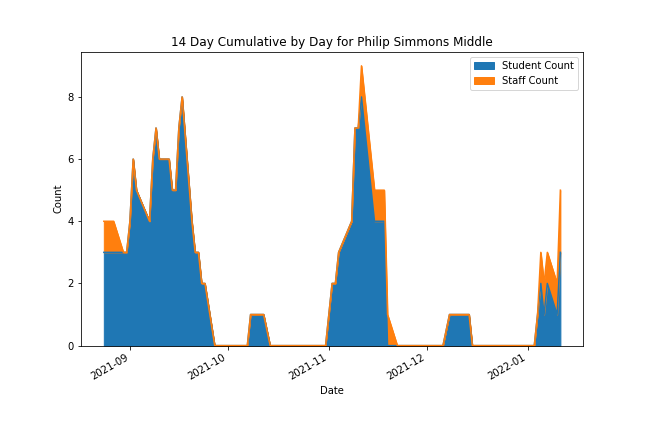 14 Day Cumulative by Day for Philip Simmons Middle
Student Count
Staff Count
8
6
4
2
0
Count
2021-09
2021-10
2021-11
2021-12
2022-01
Date